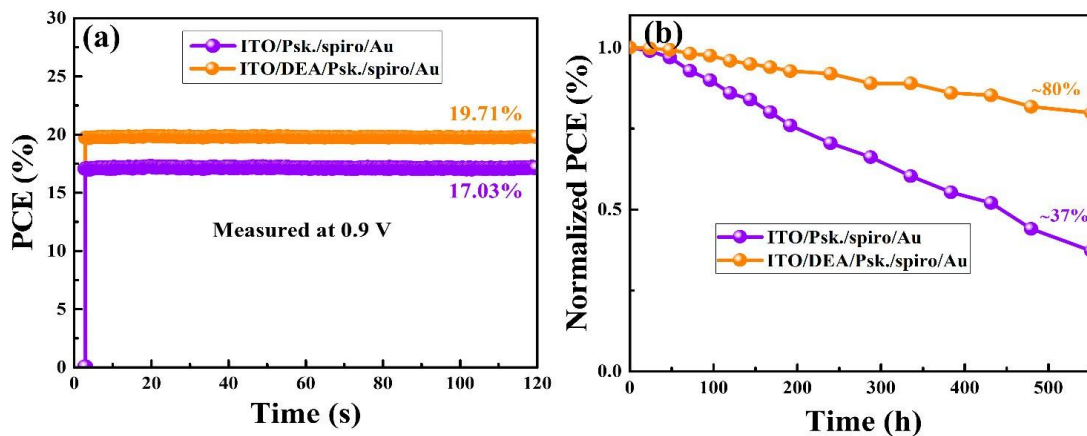 (a)
PCE (%)
30
25
20
15
10
5
0
ITO/Psk./spiro/Au
ITO/DEA/Psk./spiro/Au
19.71%
17.03%
Measured at 0.9 V
0 20 40 60 80 100 120
Time (s)
(b)
Normalized PCE (%)
1.0
0.5
0.0
~80%
~37%
ITO/Psk./spiro/Au
ITO/DEA/Psk./spiro/Au
0 100 200 300 400 500
Time (h)